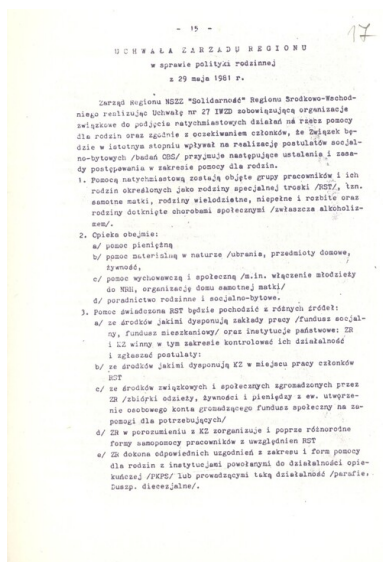 - 15 -
17
U C H W A Ł A   Z A R Z Ą D U   R E G I O N U
w sprawie polityki rodzinnej
z 29 maja 1981 r.
Zarząd Regionu NSZZ "Solidarność" Regionu Środkowo-Wschod-
niego realizując Uchwałę nr 27 IWZD zobowiązującą organizacje
związkowe do podjęcia natychmiastowych działań na rzecz pomocy
dla rodzin oraz zgodnie z oczekiwaniem członków, że Związek bę-
dzie w istotnym stopniu wpływał na realizację postulatów socjal-
no-bytowych /badań OBS/ przyjmuje następujące ustalenia i zasa-
dy postępowania w zakresie pomocy dla rodzin.
1. Pomocą natychmiastową zostają objęte grupy pracowników i ich
rodzin określonych jako rodziny specjalnej troski /RST/, tzn.
samotne matki, rodziny wielodzietne, niepełne i rozbite oraz
rodziny dotknięte chorobami społecznymi /zwłaszcza alkoholiz-
zem/.
2. Opieka obejmie:
a/ pomoc pieniężną
b/ pomoc materialną w naturze /ubrania, przedmioty domowe,
żywność,
c/ pomoc wychowawczą i społeczną /m.in. włączenie młodzieży
do MRN, organizację domu samotnej matki/
d/ poradnictwo rodzinne i socjalno-bytowe.
3. Pomoc świadczona RST będzie pochodzić z różnych źródeł:
a/ ze środków jakimi dysponują zakłady pracy /fundusz socjal-
ny, fundusz mieszkaniowy/ oraz instytucje państwowe: ZR
i KZ winny w tym zakresie kontrolować ich działalność
i zgłaszać postulaty:
b/ ze środków jakimi dysponują KZ w miejscu pracy członków
RST
c/ ze środków związkowych i społecznych zgromadzonych przez
ZR /zbiórki odzieży, żywności i pieniędzy z ew. utworze-
nie osobowego konta gromadzącego fundusz społeczny na za-
pomogi dla potrzebujących/
d/ ZR w porozumieniu z KZ zorganizuje i poprze różnorodne
formy samopomocy pracowników z uwzględnien RST
e/ ZR dokona odpowiednich uzgodnień z zakresu i form pomocy
dla rodzin z instytucjami powołanymi do działalności opie-
kuńczej /PKPS/ lub prowadzącymi taką działalność /parafie,
Duszp. diecezjalne/.